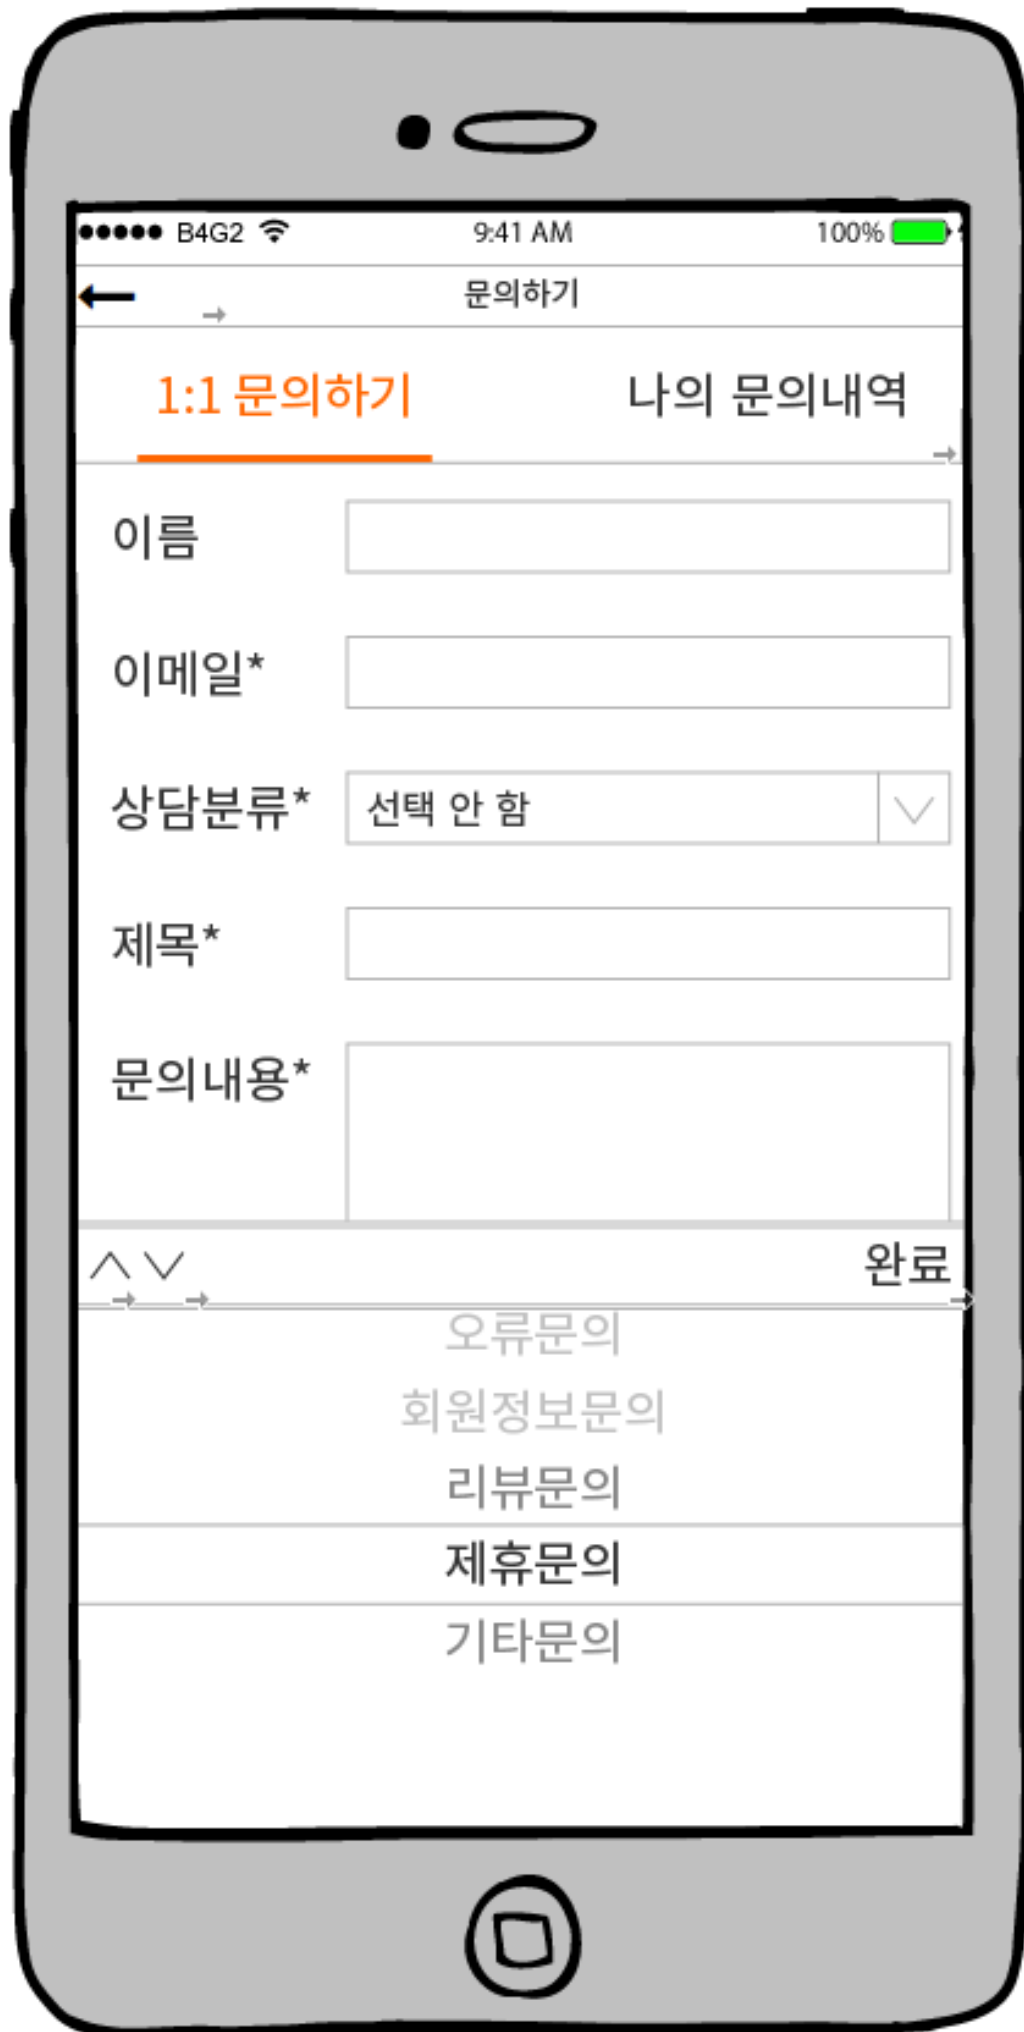 B4G2 9:41 AM 100%
문의하기
1:1 문의하기 나의 문의내역
이름
이메일*
상담분류* 선택 안 함
제목*
문의내용*
완료
오류문의
회원정보문의
리뷰문의
제휴문의
기타문의